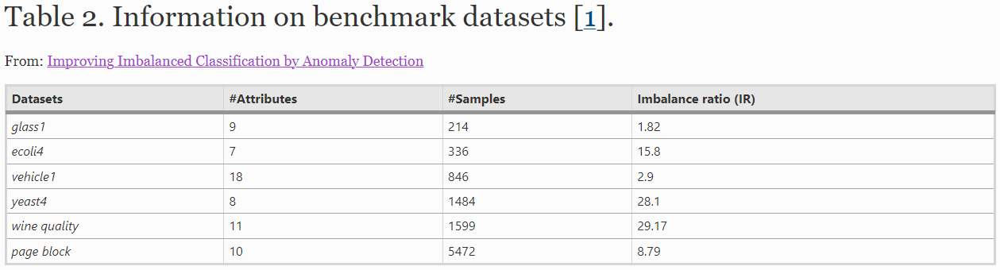 Table 2. Information on benchmark datasets [1].
From: Improving Imbalanced Classification by Anomaly Detection
Datasets #Attributes #Samples Imbalance ratio (IR)
glass1 9 214 1.82
ecoli4 7 336 15.8
vehicle1 18 846 2.9
yeast4 8 1484 28.1
wine quality 11 1599 29.17
page block 10 5472 8.79